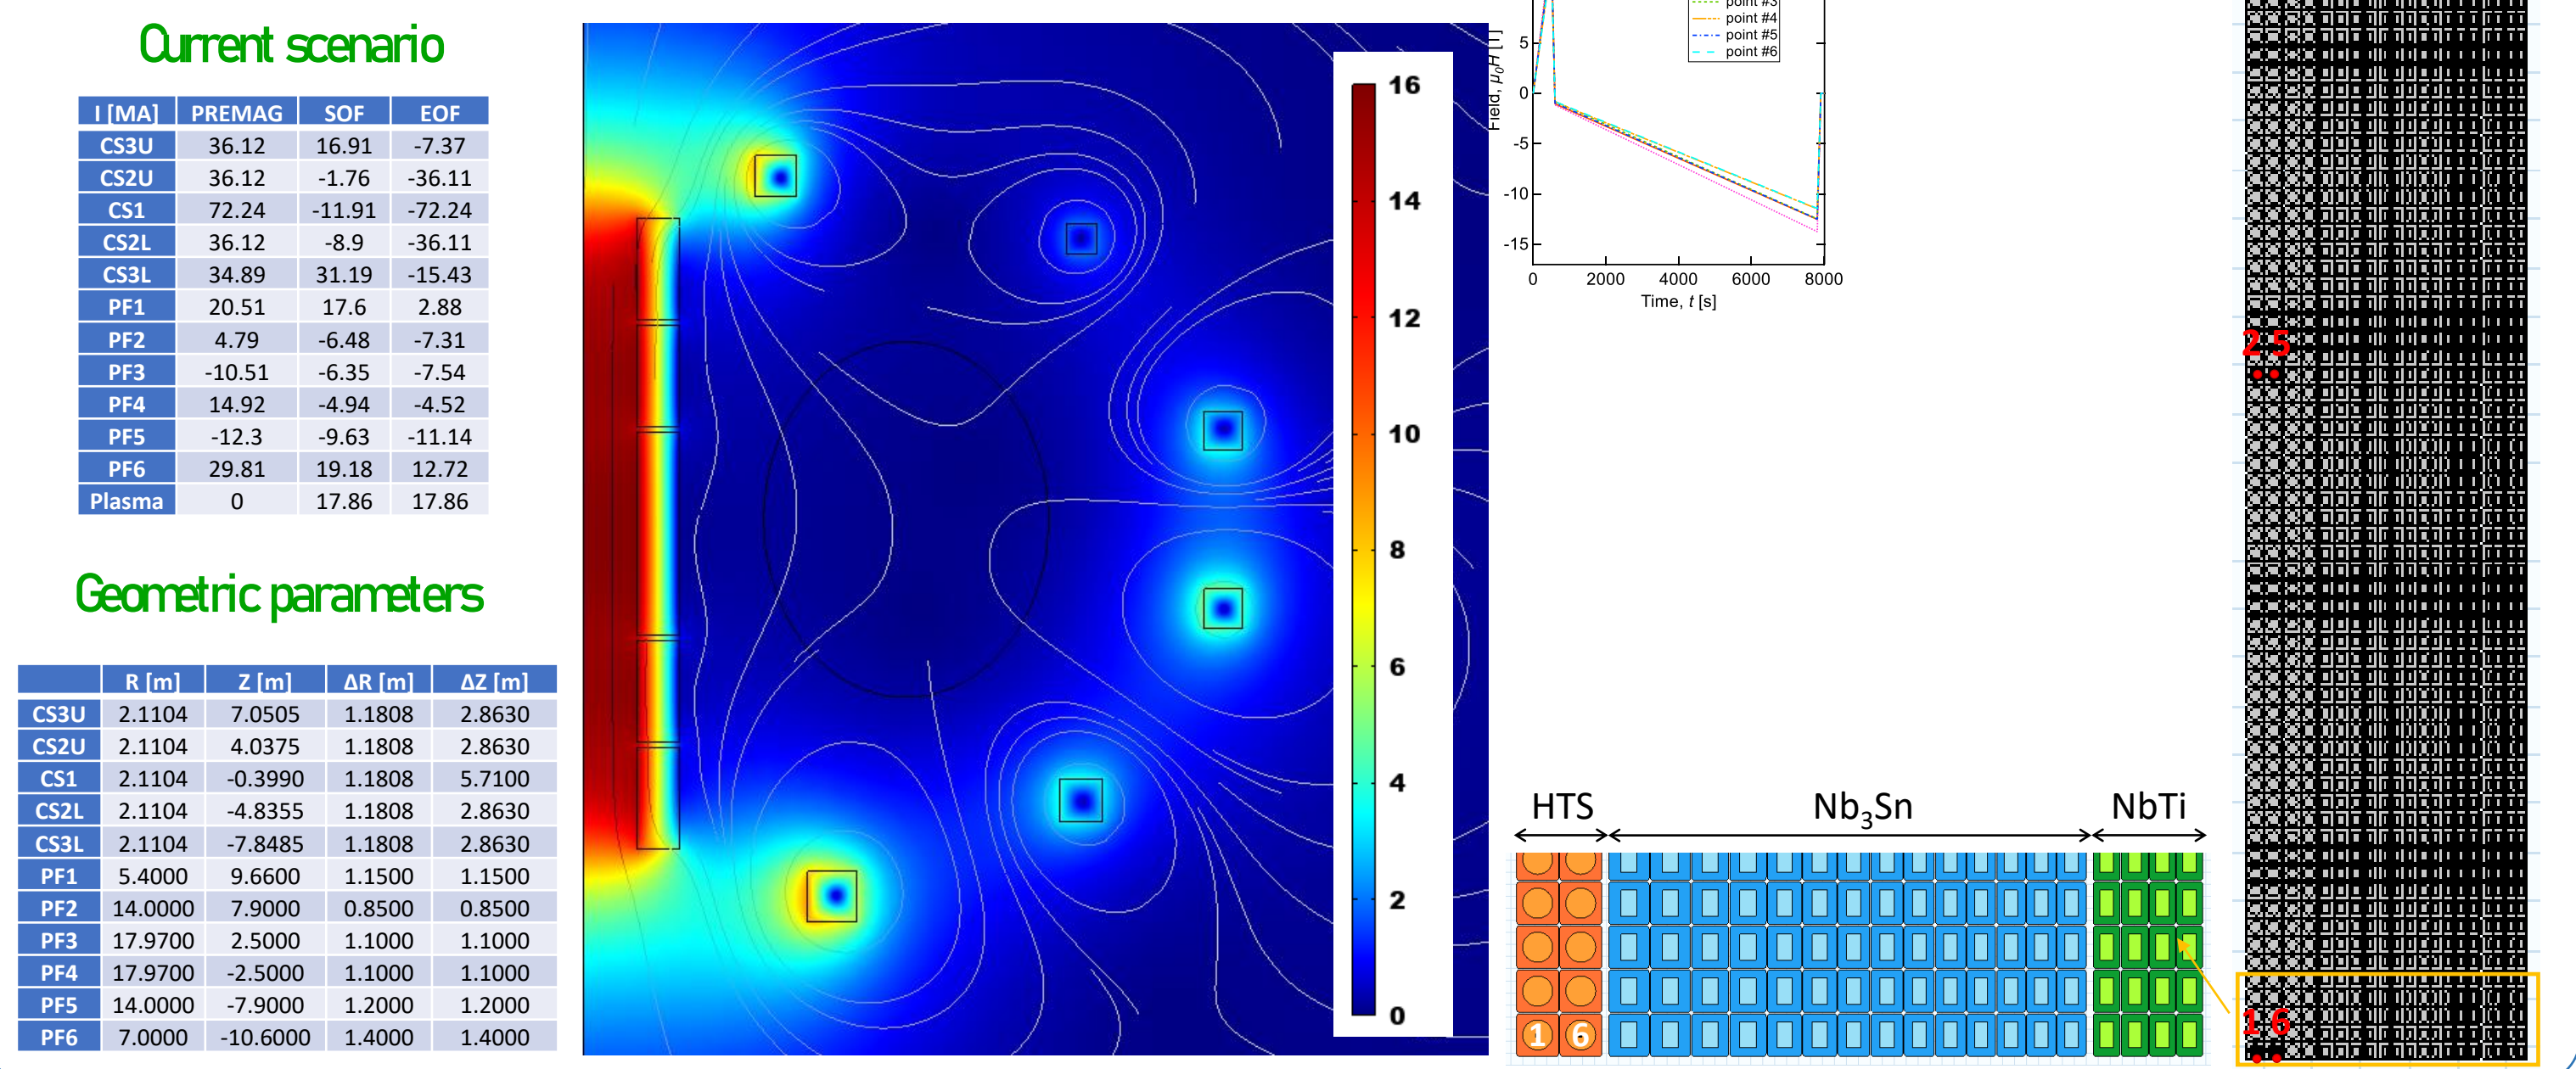 Current scenario
I [MA] PREMAG SOF EOF
CS3U 36.12 16.91 -7.37
CS2U 36.12 -1.76 -36.11
CS1 72.24 -11.91 -72.24
CS2L 36.12 -8.9 -36.11
CS3L 34.89 31.19 -15.43
PF1 20.51 17.6 2.88
PF2 4.79 -6.48 -7.31
PF3 -10.51 -6.35 -7.54
PF4 14.92 -4.94 -4.52
PF5 -12.3 -9.63 -11.14
PF6 29.81 19.18 12.72
Plasma 0 17.86 17.86
Geometric parameters
R [m] Z [m] ΔR [m] ΔZ [m]
CS3U 2.1104 7.0505 1.1808 2.8630
CS2U 2.1104 4.0375 1.1808 2.8630
CS1 2.1104 -0.3990 1.1808 5.7100
CS2L 2.1104 -4.8355 1.1808 2.8630
CS3L 2.1104 -7.8485 1.1808 2.8630
PF1 5.4000 9.6600 1.1500 1.1500
PF2 14.0000 7.9000 0.8500 0.8500
PF3 17.9700 2.5000 1.1000 1.1000
PF4 17.9700 -2.5000 1.1000 1.1000
PF5 14.0000 -7.9000 1.2000 1.2000
PF6 7.0000 -10.6000 1.4000 1.4000
16
14
12
10
8
6
4
2
0
point #3
point #4
point #5
point #6
Field, μ₀H [T]
5
0
-5
-10
-15
0 2000 4000 6000 8000
Time, t [s]
HTS Nb₃Sn NbTi
1 6
2 5
1 6